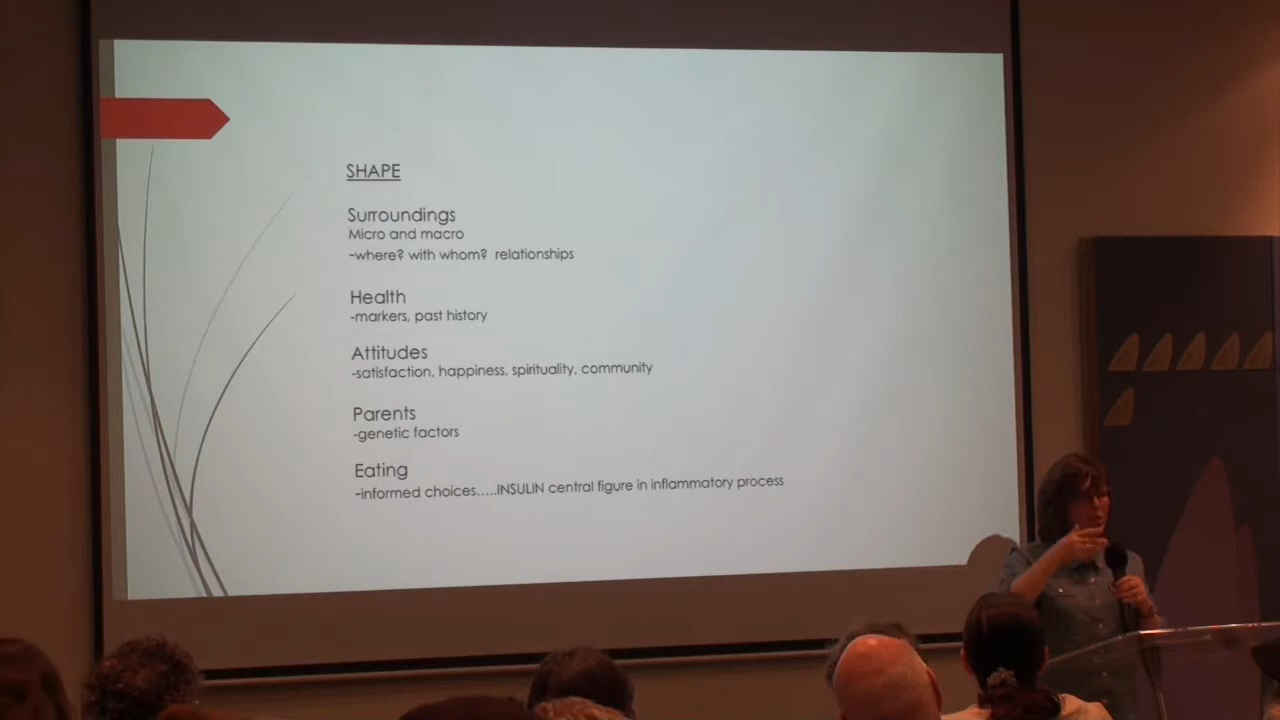 SHAPE
Surroundings
Micro and macro
-where? with whom? relationships
Health
-markers, past history
Attitudes
-satisfaction, happiness, spirituality, community
Parents
-genetic factors
Eating
-informed choices.....INSULIN central figure in inflammatory process